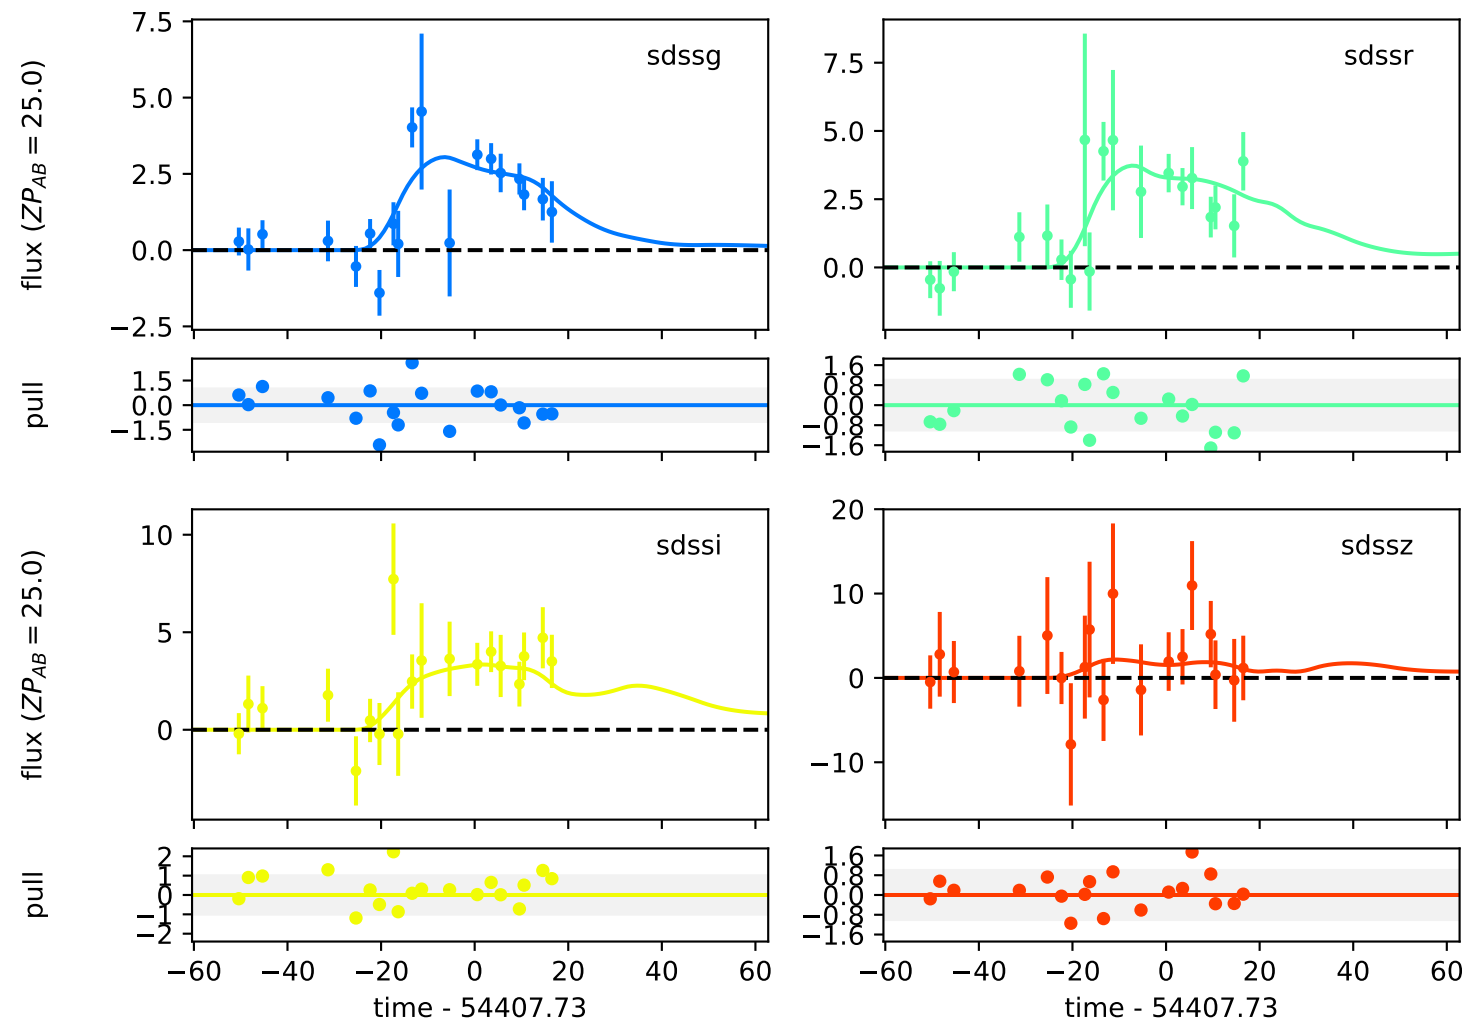 sdssg
flux (ZP_AB = 25.0)
7.5
5.0
2.5
0.0
−2.5
sdssr
7.5
5.0
2.5
0.0
pull
1.5
0.0
−1.5
1.6
0.8
0.0
−0.8
−1.6
sdssi
flux (ZP_AB = 25.0)
10
5
0
sdssz
20
10
0
−10
pull
2
1
0
−1
−2
−60 −40 −20 0 20 40 60
time - 54407.73
1.6
0.8
0.0
−0.8
−1.6
−60 −40 −20 0 20 40 60
time - 54407.73